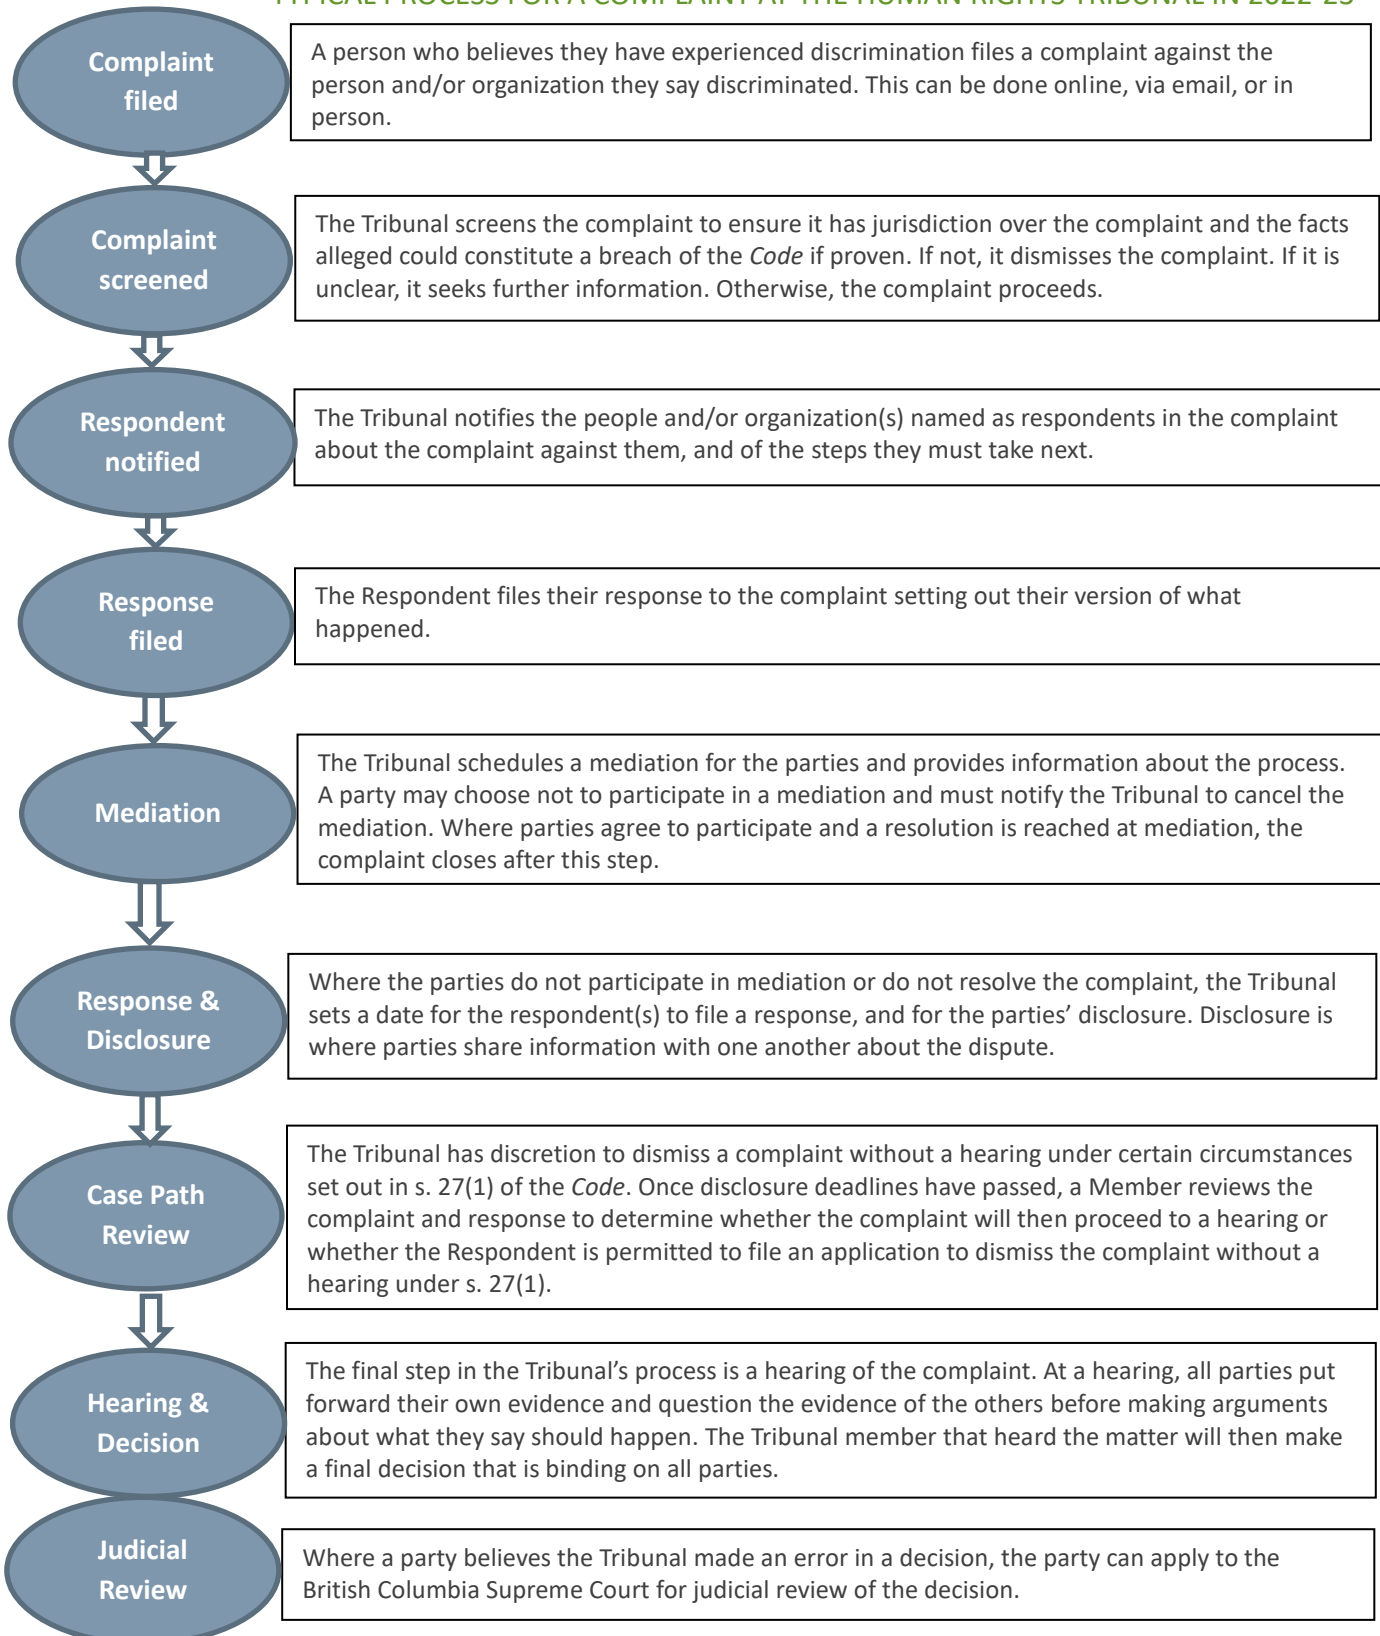 TYPICAL PROCESS FOR A COMPLAINT AT THE HUMAN RIGHTS TRIBUNAL IN 2022-23
Complaint
filed
A person who believes they have experienced discrimination files a complaint against the
person and/or organization they say discriminated. This can be done online, via email, or in
person.
Complaint
screened
The Tribunal screens the complaint to ensure it has jurisdiction over the complaint and the facts
alleged could constitute a breach of the Code if proven. If not, it dismisses the complaint. If it is
unclear, it seeks further information. Otherwise, the complaint proceeds.
Respondent
notified
The Tribunal notifies the people and/or organization(s) named as respondents in the complaint
about the complaint against them, and of the steps they must take next.
Response
filed
The Respondent files their response to the complaint setting out their version of what
happened.
Mediation
The Tribunal schedules a mediation for the parties and provides information about the process.
A party may choose not to participate in a mediation and must notify the Tribunal to cancel the
mediation. Where parties agree to participate and a resolution is reached at mediation, the
complaint closes after this step.
Response &
Disclosure
Where the parties do not participate in mediation or do not resolve the complaint, the Tribunal
sets a date for the respondent(s) to file a response, and for the parties’ disclosure. Disclosure is
where parties share information with one another about the dispute.
Case Path
Review
The Tribunal has discretion to dismiss a complaint without a hearing under certain circumstances
set out in s. 27(1) of the Code. Once disclosure deadlines have passed, a Member reviews the
complaint and response to determine whether the complaint will then proceed to a hearing or
whether the Respondent is permitted to file an application to dismiss the complaint without a
hearing under s. 27(1).
Hearing &
Decision
The final step in the Tribunal’s process is a hearing of the complaint. At a hearing, all parties put
forward their own evidence and question the evidence of the others before making arguments
about what they say should happen. The Tribunal member that heard the matter will then make
a final decision that is binding on all parties.
Judicial
Review
Where a party believes the Tribunal made an error in a decision, the party can apply to the
British Columbia Supreme Court for judicial review of the decision.